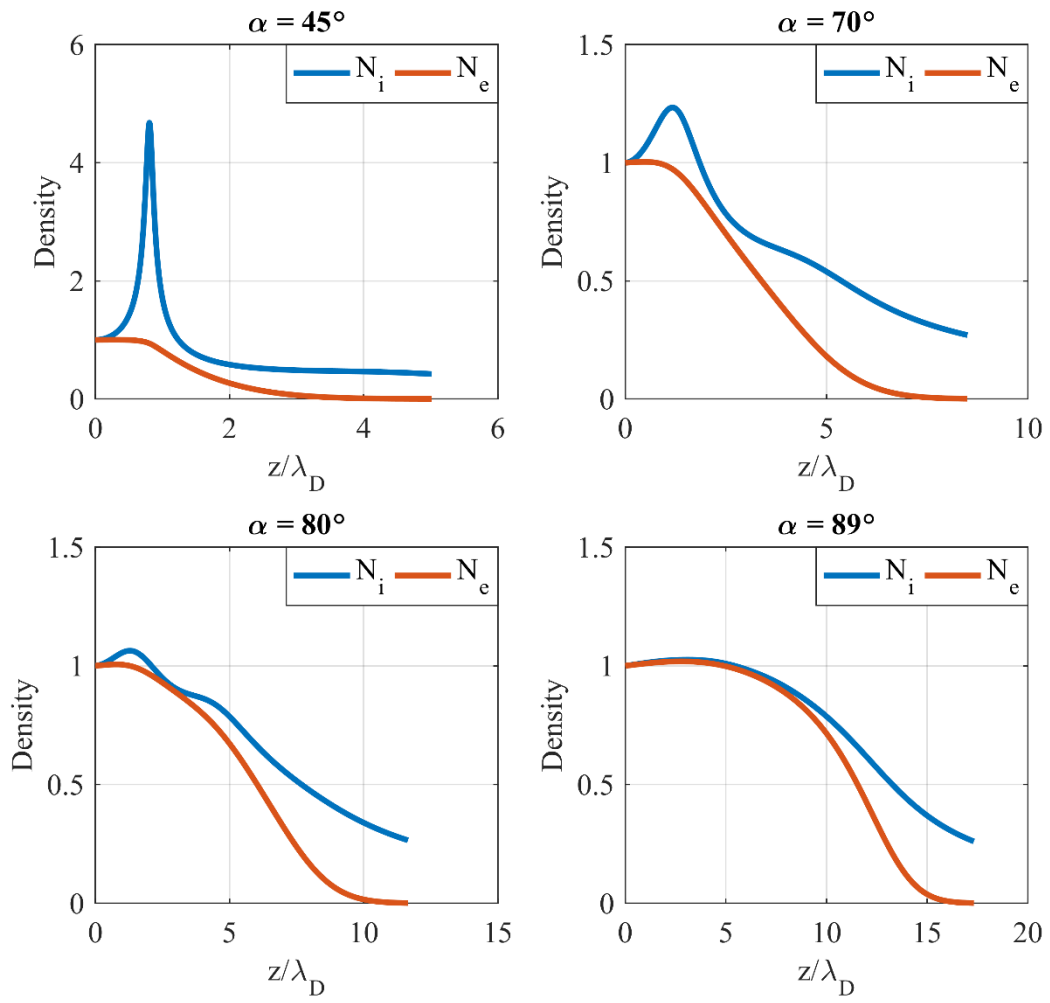 α = 45°
6
4
2
0
Density
N_i N_e
0 2 4 6
z/λ_D
α = 70°
1.5
1
0.5
0
Density
N_i N_e
0 5 10
z/λ_D
α = 80°
1.5
1
0.5
0
Density
N_i N_e
0 5 10 15
z/λ_D
α = 89°
1.5
1
0.5
0
Density
N_i N_e
0 5 10 15 20
z/λ_D